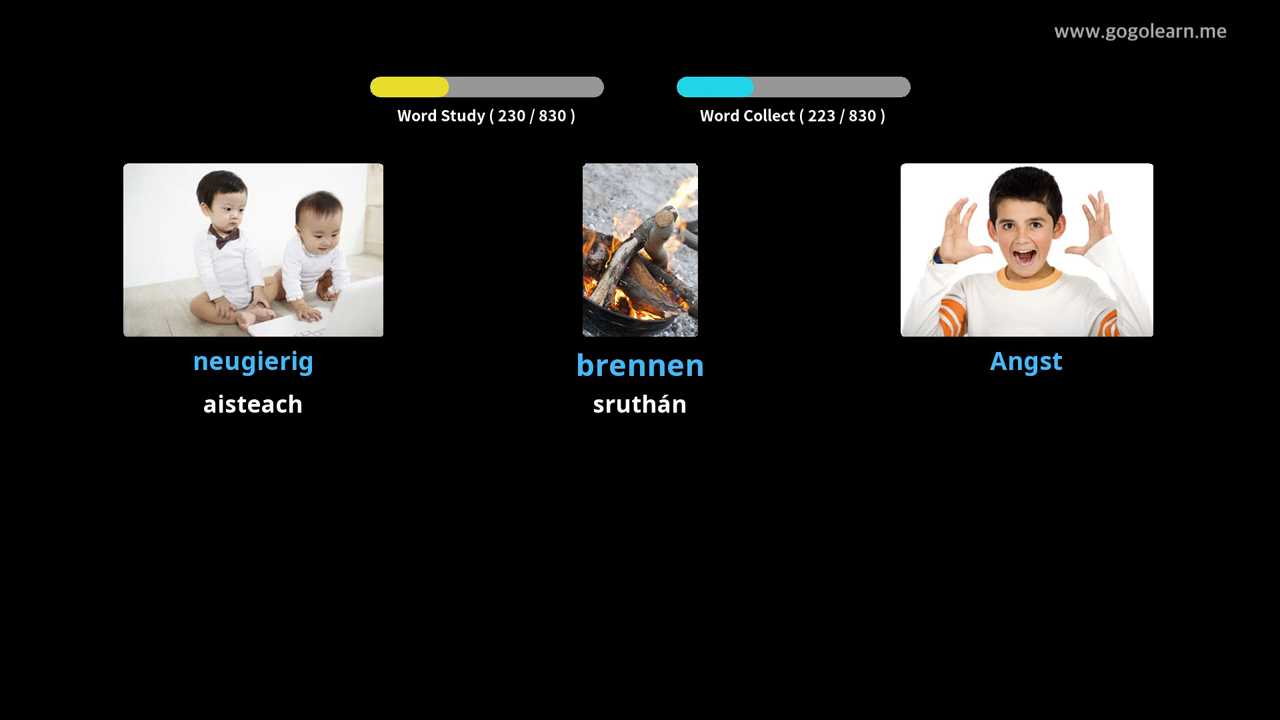 www.gogolearn.me
Word Study ( 230 / 830 )
Word Collect ( 223 / 830 )
neugierig
brennen
Angst
aisteach
sruthán